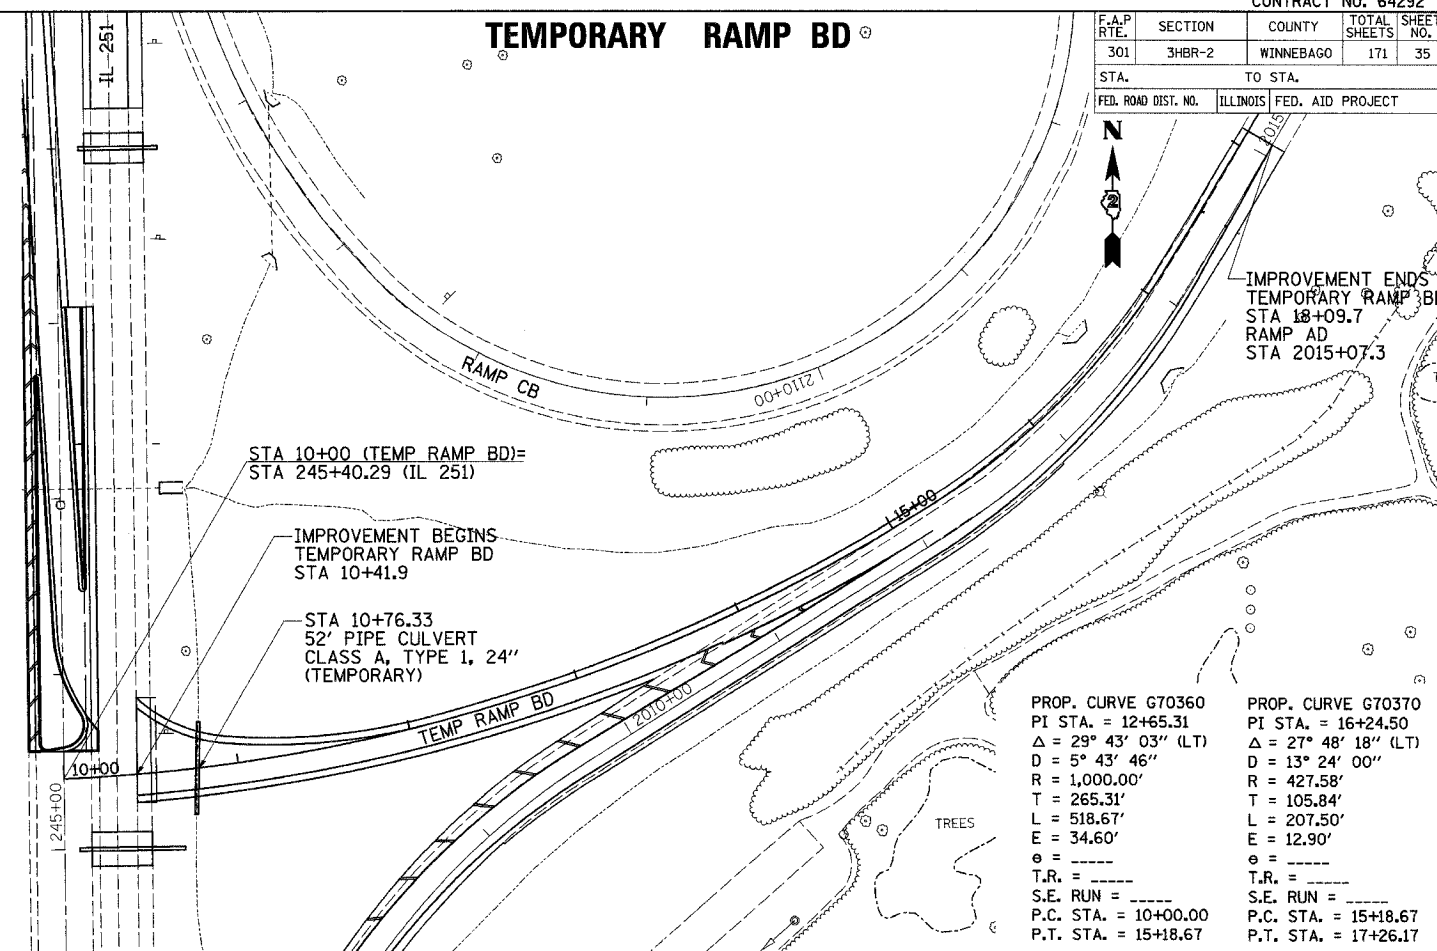 CONTRACT NO. 64292
TEMPORARY RAMP BD
F.A.P RTE. SECTION COUNTY TOTAL SHEETS SHEET NO.
301 3HBR-2 WINNEBAGO 171 35
STA. TO STA.
FED. ROAD DIST. NO. ILLINOIS FED. AID PROJECT
IL 251
N
2
2015
IMPROVEMENT ENDS
TEMPORARY RAMP BD
STA 18+09.7
RAMP AD
STA 2015+07.3
RAMP CB
2110+00
STA 10+00 (TEMP RAMP BD)=
STA 245+40.29 (IL 251)
15+00
IMPROVEMENT BEGINS
TEMPORARY RAMP BD
STA 10+41.9
STA 10+76.33
52' PIPE CULVERT
CLASS A, TYPE 1, 24"
(TEMPORARY)
TEMP RAMP BD
2010+00
10+00
245+00
TREES
PROP. CURVE G70360
PI STA. = 12+65.31
Δ = 29° 43' 03" (LT)
D = 5° 43' 46"
R = 1,000.00'
T = 265.31'
L = 518.67'
E = 34.60'
e = _____
T.R. = _____
S.E. RUN = _____
P.C. STA. = 10+00.00
P.T. STA. = 15+18.67
PROP. CURVE G70370
PI STA. = 16+24.50
Δ = 27° 48' 18" (LT)
D = 13° 24' 00"
R = 427.58'
T = 105.84'
L = 207.50'
E = 12.90'
e = _____
T.R. = _____
S.E. RUN = _____
P.C. STA. = 15+18.67
P.T. STA. = 17+26.17